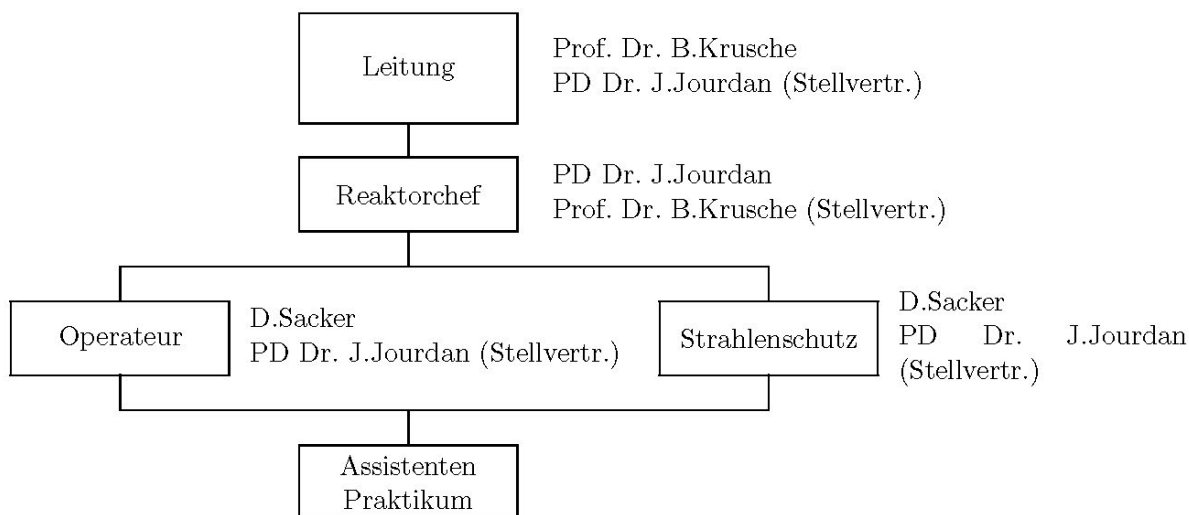 Leitung
Prof. Dr. B.Krusche
PD Dr. J.Jourdan (Stellvertr.)
Reaktorchef
PD Dr. J.Jourdan
Prof. Dr. B.Krusche (Stellvertr.)
Operateur
D.Sacker
PD Dr. J.Jourdan (Stellvertr.)
Strahlenschutz
D.Sacker
PD Dr. J.Jourdan
(Stellvertr.)
Assistenten
Praktikum